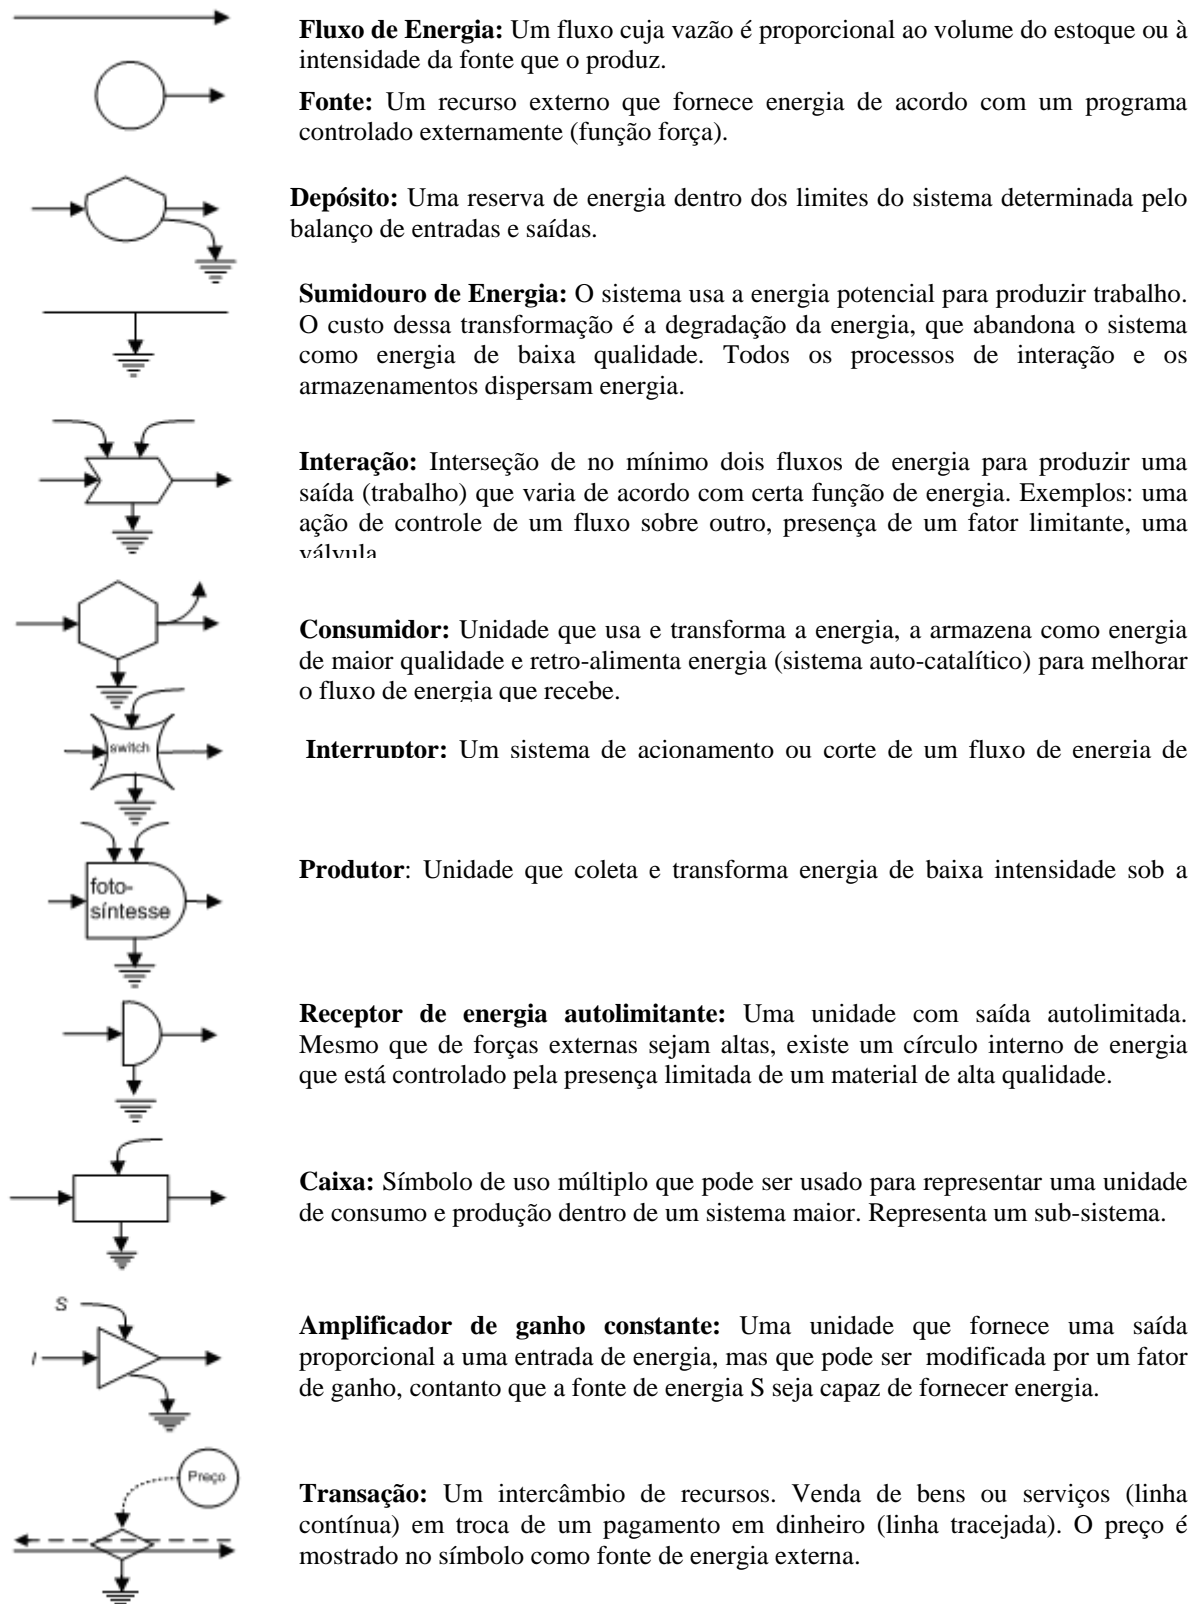 Fluxo de Energia: Um fluxo cuja vazão é proporcional ao volume do estoque ou à
intensidade da fonte que o produz.
Fonte: Um recurso externo que fornece energia de acordo com um programa
controlado externamente (função força).
Depósito: Uma reserva de energia dentro dos limites do sistema determinada pelo
balanço de entradas e saídas.
Sumidouro de Energia: O sistema usa a energia potencial para produzir trabalho.
O custo dessa transformação é a degradação da energia, que abandona o sistema
como energia de baixa qualidade. Todos os processos de interação e os
armazenamentos dispersam energia.
Interação: Interseção de no mínimo dois fluxos de energia para produzir uma
saída (trabalho) que varia de acordo com certa função de energia. Exemplos: uma
ação de controle de um fluxo sobre outro, presença de um fator limitante, uma
válvula
Consumidor: Unidade que usa e transforma a energia, a armazena como energia
de maior qualidade e retro-alimenta energia (sistema auto-catalítico) para melhorar
o fluxo de energia que recebe.
switch
Interruptor: Um sistema de acionamento ou corte de um fluxo de energia de
Produtor: Unidade que coleta e transforma energia de baixa intensidade sob a
foto-
síntesse
Receptor de energia autolimitante: Uma unidade com saída autolimitada.
Mesmo que de forças externas sejam altas, existe um círculo interno de energia
que está controlado pela presença limitada de um material de alta qualidade.
Caixa: Símbolo de uso múltiplo que pode ser usado para representar uma unidade
de consumo e produção dentro de um sistema maior. Representa um sub-sistema.
S
I
Amplificador de ganho constante: Uma unidade que fornece uma saída
proporcional a uma entrada de energia, mas que pode ser modificada por um fator
de ganho, contanto que a fonte de energia S seja capaz de fornecer energia.
Preço
Transação: Um intercâmbio de recursos. Venda de bens ou serviços (linha
contínua) em troca de um pagamento em dinheiro (linha tracejada). O preço é
mostrado no símbolo como fonte de energia externa.